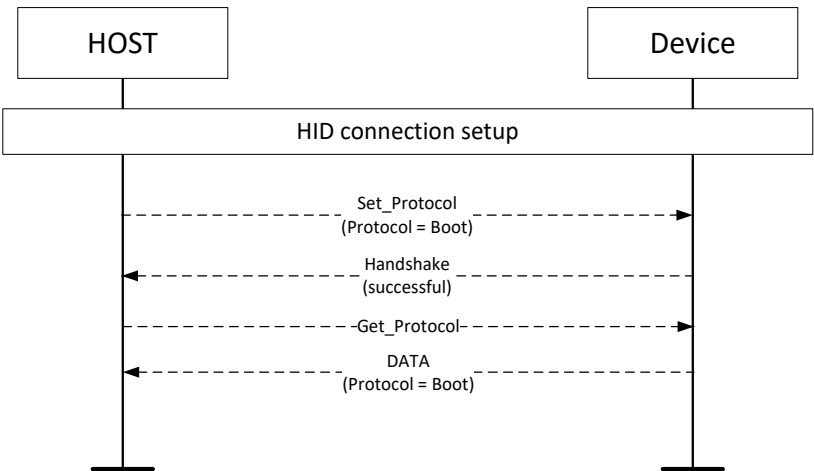 HOST
Device
HID connection setup
Set_Protocol
(Protocol = Boot)
Handshake
(successful)
Get_Protocol
DATA
(Protocol = Boot)